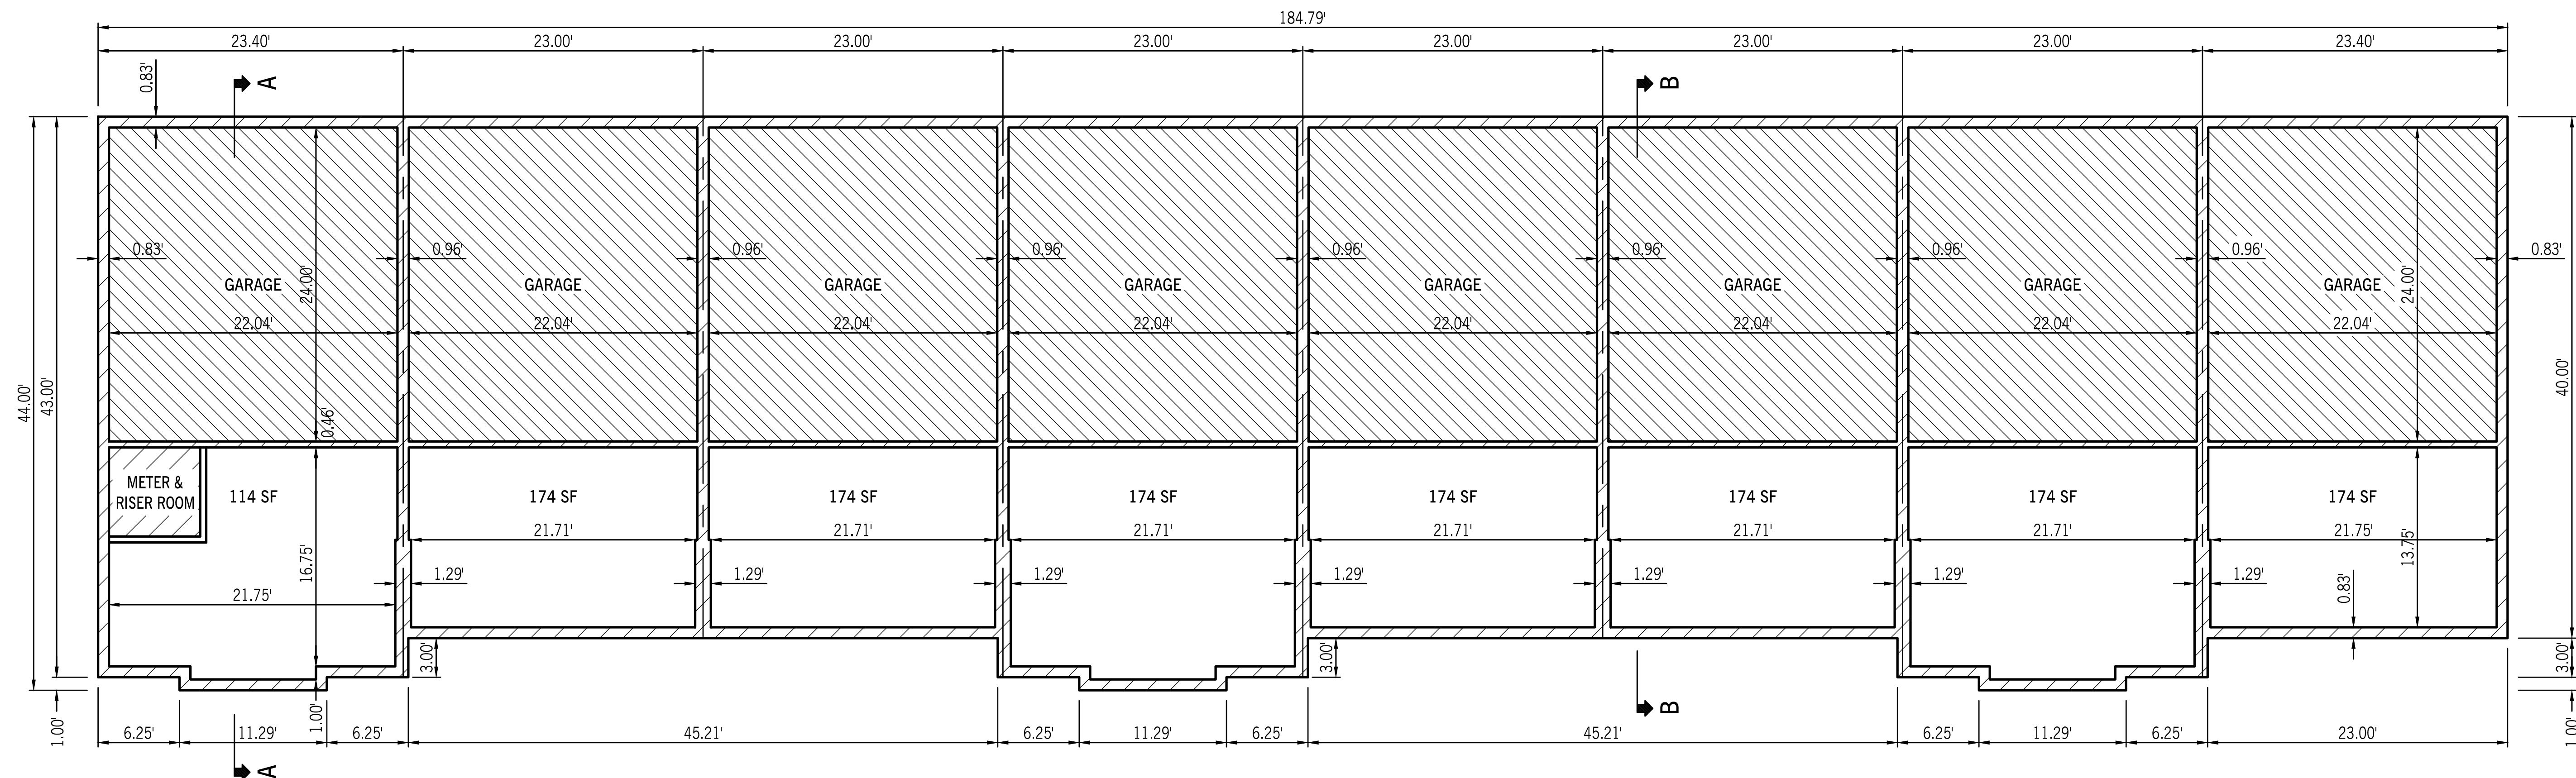 184.79'
23.40' 23.00' 23.00' 23.00' 23.00' 23.00' 23.00' 23.40'
0.83' A B
0.83' 0.96' 0.96' 0.96' 0.96' 0.96' 0.96' 0.96' 0.83'
GARAGE GARAGE GARAGE GARAGE GARAGE GARAGE GARAGE GARAGE
24.00' 24.00'
22.04' 22.04' 22.04' 22.04' 22.04' 22.04' 22.04' 22.04'
44.00' 43.00' 40.00'
0.46'
METER &
RISER ROOM
114 SF 174 SF 174 SF 174 SF 174 SF 174 SF 174 SF 174 SF
21.71' 21.71' 21.71' 21.71' 21.71' 21.71' 21.75'
16.75' 13.75'
1.29' 1.29' 1.29' 1.29' 1.29' 1.29' 1.29'
21.75' 0.83'
3.00' 3.00' 3.00'
1.00' 1.00' B 1.00'
6.25' 11.29' 6.25' 45.21' 6.25' 11.29' 6.25' 45.21' 6.25' 11.29' 6.25' 23.00'
A